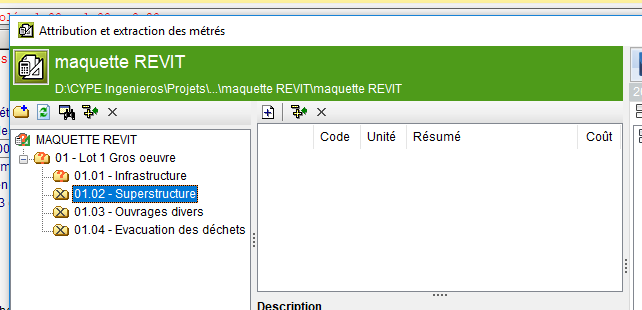 Attribution et extraction des métrés
maquette REVIT
D:\CYPE Ingenieros\Projets\...\maquette REVIT\maquette REVIT
Code Unité Résumé Coût
MAQUETTE REVIT
01 - Lot 1 Gros oeuvre
01.01 - Infrastructure
01.02 - Superstructure
01.03 - Ouvrages divers
01.04 - Evacuation des déchets
Description